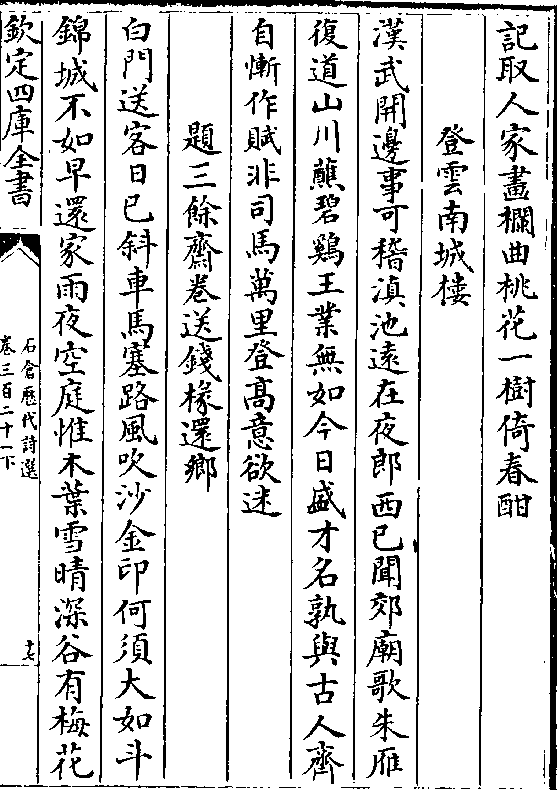 記取人家畫欄曲桃花一樹倚春酣
登雲南城樓
漢武開邊事可稽滇池遠在夜郎西已聞郊廟歌朱雁
復道山川蘸碧雞王業無如今日盛才名孰與古人齊
自慚作賦非司馬萬里登高意欲迷
題三餘齋卷送錢椽還鄉
白門送客日已斜車馬塞路風吹沙金印何須大如斗
錦城不如早還家雨夜空庭惟木葉雪晴深谷有梅花
欽定四庫全書
石倉歷代詩選
卷三百二十一下
十七